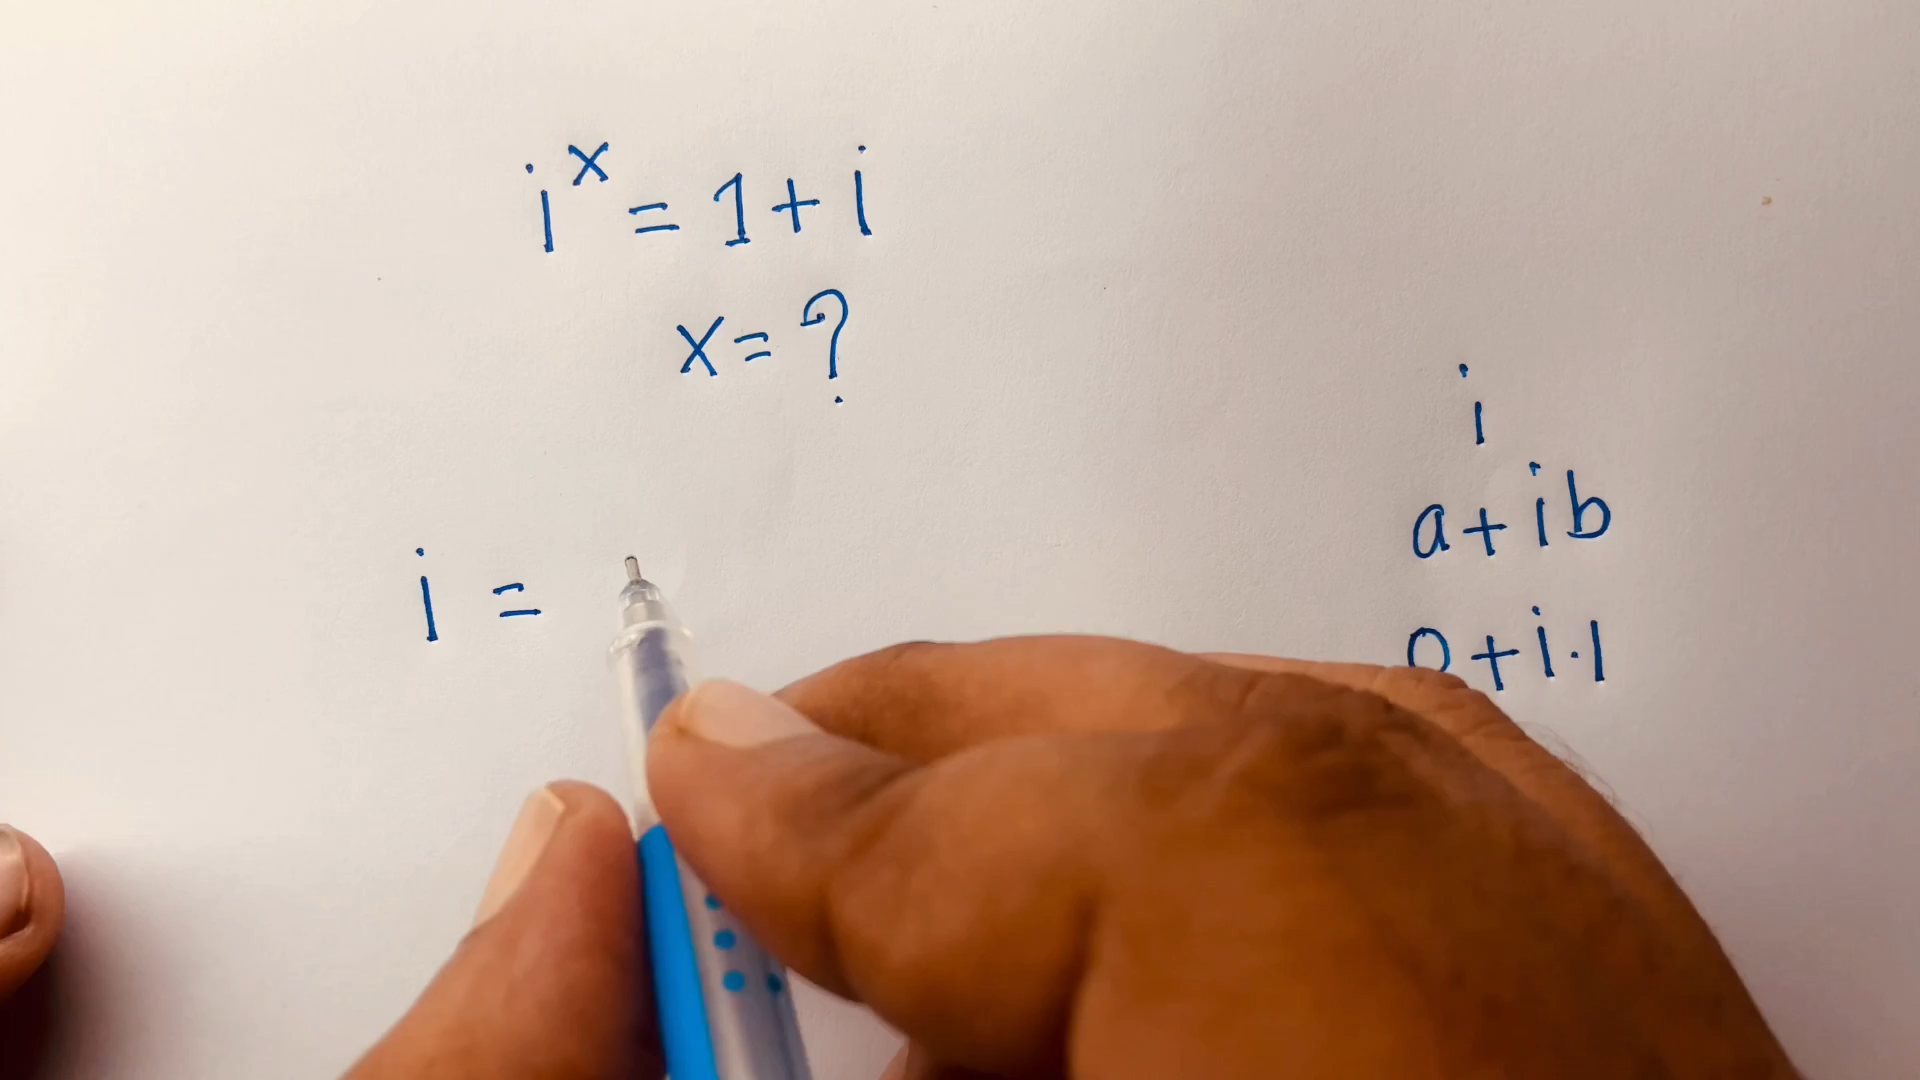 i^x = 1 + i
x = ?
i
a + ib
0 + i.1
i =